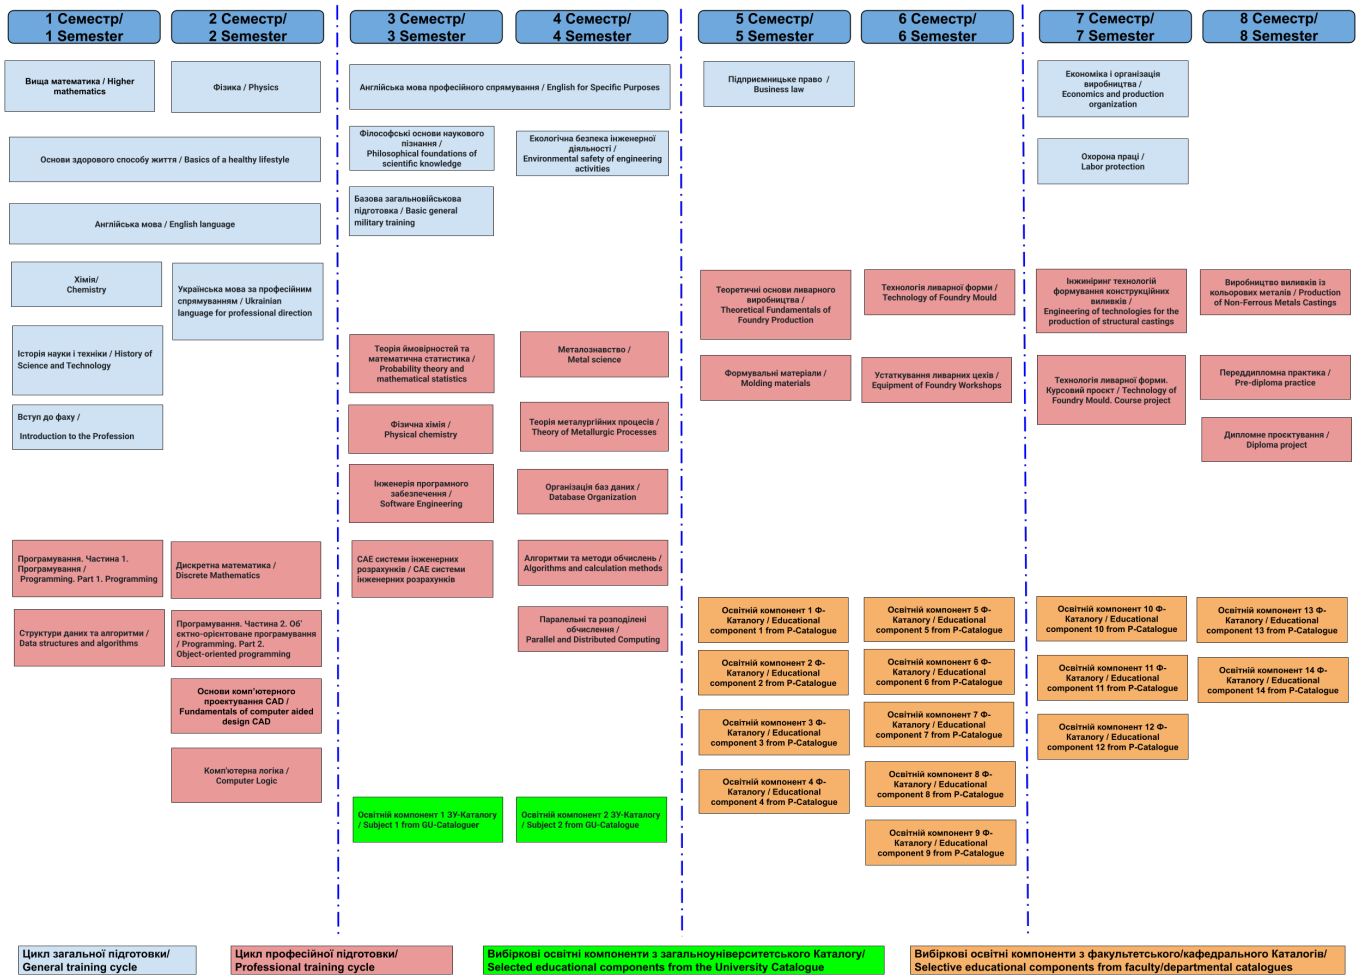 1 Семестр/
1 Semester
2 Семестр/
2 Semester
3 Семестр/
3 Semester
4 Семестр/
4 Semester
5 Семестр/
5 Semester
6 Семестр/
6 Semester
7 Семестр/
7 Semester
8 Семестр/
8 Semester
Вища математика / Higher
mathematics
Фізика / Physics
Англійська мова професійного спрямування / English for Specific Purposes
Підприємницьке право /
Business law
Економіка і організація
виробництва /
Economics and production
organization
Основи здорового способу життя / Basics of a healthy lifestyle
Філософські основи наукового
пізнання /
Philosophical foundations of
scientific knowledge
Екологічна безпека інженерної
діяльності /
Environmental safety of engineering
activities
Охорона праці /
Labor protection
Англійська мова / English language
Базова загальновійськова
підготовка / Basic general
military training
Хімія/
Chemistry
Українська мова за професійним
спрямуванням / Ukrainian
language for professional direction
Теоретичні основи ливарного
виробництва /
Theoretical Fundamentals of
Foundry Production
Технологія ливарної форми /
Technology of Foundry Mould
Інжиніринг технологій
формування конструкційних
виливків /
Engineering of technologies for the
production of structural castings
Виробництво виливків із
кольорових металів / Production
of Non-Ferrous Metals Castings
Історія науки і техніки / History of
Science and Technology
Теорія ймовірностей та
математична статистика /
Probability theory and
mathematical statistics
Металознавство /
Metal science
Формувальні матеріали /
Molding materials
Устаткування ливарних цехів /
Equipment of Foundry Workshops
Технологія ливарної форми.
Курсовий проєкт / Technology of
Foundry Mould. Course project
Переддипломна практика /
Pre-diploma practice
Вступ до фаху /
Introduction to the Profession
Фізична хімія /
Physical chemistry
Теорія металургійних процесів /
Theory of Metallurgic Processes
Дипломне проєктування /
Diploma project
Інженерія програмного
забезпечення /
Software Engineering
Організація баз даних /
Database Organization
Програмування. Частина 1.
Програмування /
Programming. Part 1. Programming
Дискретна математика /
Discrete Mathematics
САЕ системи інженерних
розрахунків / САЕ системи
інженерних розрахунків
Алгоритми та методи обчислень /
Algorithms and calculation methods
Структури даних та алгоритми /
Data structures and algorithms
Програмування. Частина 2. Об'
єктно-орієнтоване програмування
/ Programming. Part 2.
Object-oriented programming
Паралельні та розподілені
обчислення /
Parallel and Distributed Computing
Освітній компонент 1 Ф-
Каталогу / Educational
component 1 from P-Catalogue
Освітній компонент 5 Ф-
Каталогу / Educational
component 5 from P-Catalogue
Освітній компонент 10 Ф-
Каталогу / Educational
component 10 from P-Catalogue
Освітній компонент 13 Ф-
Каталогу / Educational
component 13 from P-Catalogue
Освітній компонент 2 Ф-
Каталогу / Educational
component 2 from P-Catalogue
Освітній компонент 6 Ф-
Каталогу / Educational
component 6 from P-Catalogue
Освітній компонент 11 Ф-
Каталогу / Educational
component 11 from P-Catalogue
Освітній компонент 14 Ф-
Каталогу / Educational
component 14 from P-Catalogue
Основи комп'ютерного
проектування CAD /
Fundamentals of computer aided
design CAD
Освітній компонент 3 Ф-
Каталогу / Educational
component 3 from P-Catalogue
Освітній компонент 7 Ф-
Каталогу / Educational
component 7 from P-Catalogue
Освітній компонент 12 Ф-
Каталогу / Educational
component 12 from P-Catalogue
Комп'ютерна логіка /
Computer Logic
Освітній компонент 4 Ф-
Каталогу / Educational
component 4 from P-Catalogue
Освітній компонент 8 Ф-
Каталогу / Educational
component 8 from P-Catalogue
Освітній компонент 1 ЗУ-Каталогу
/ Subject 1 from GU-Cataloguer
Освітній компонент 2 ЗУ-Каталогу
/ Subject 2 from GU-Catalogue
Освітній компонент 9 Ф-
Каталогу / Educational
component 9 from P-Catalogue
Цикл загальної підготовки/
General training cycle
Цикл професійної підготовки/
Professional training cycle
Вибіркові освітні компоненти з загальноуніверситетського Каталогу/
Selected educational components from the University Catalogue
Вибіркові освітні компоненти з факультетського/кафедрального Каталогів/
Selective educational components from faculty/departmental catalogues